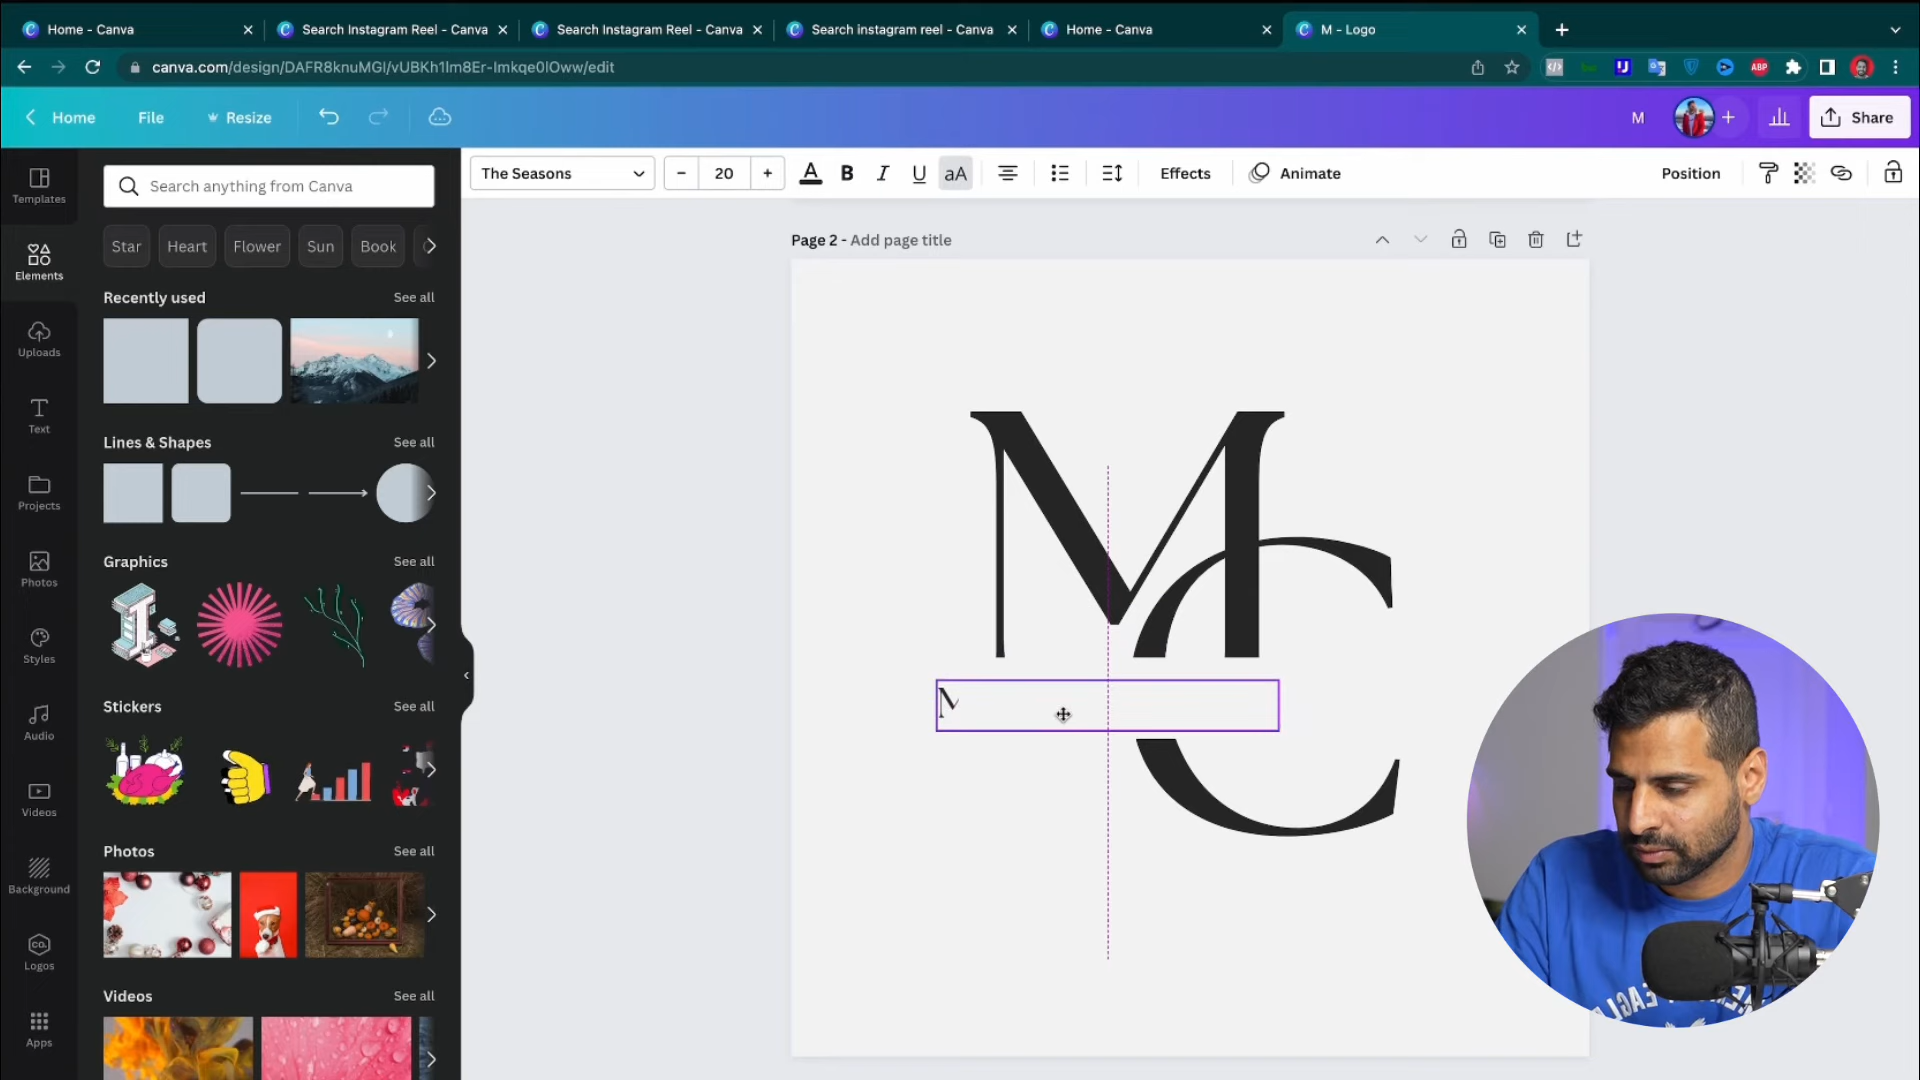 Home - Canva
Search Instagram Reel - Canva
Search Instagram Reel - Canva
Search instagram reel - Canva
Home - Canva
M - Logo
canva.com/design/DAFR8knuMGI/vUBKh1Im8Er-Imkqe0IOww/edit
ABP
Home
File
Resize
M
Share
Templates
Elements
Uploads
Text
Projects
Photos
Styles
Audio
Videos
Background
Logos
Apps
Search anything from Canva
Star
Heart
Flower
Sun
Book
Recently used
See all
Lines & Shapes
See all
Graphics
See all
Stickers
See all
Photos
See all
Videos
See all
The Seasons
20
A
B
I
U
aA
Effects
Animate
Position
Page 2 - Add page title
MC
M